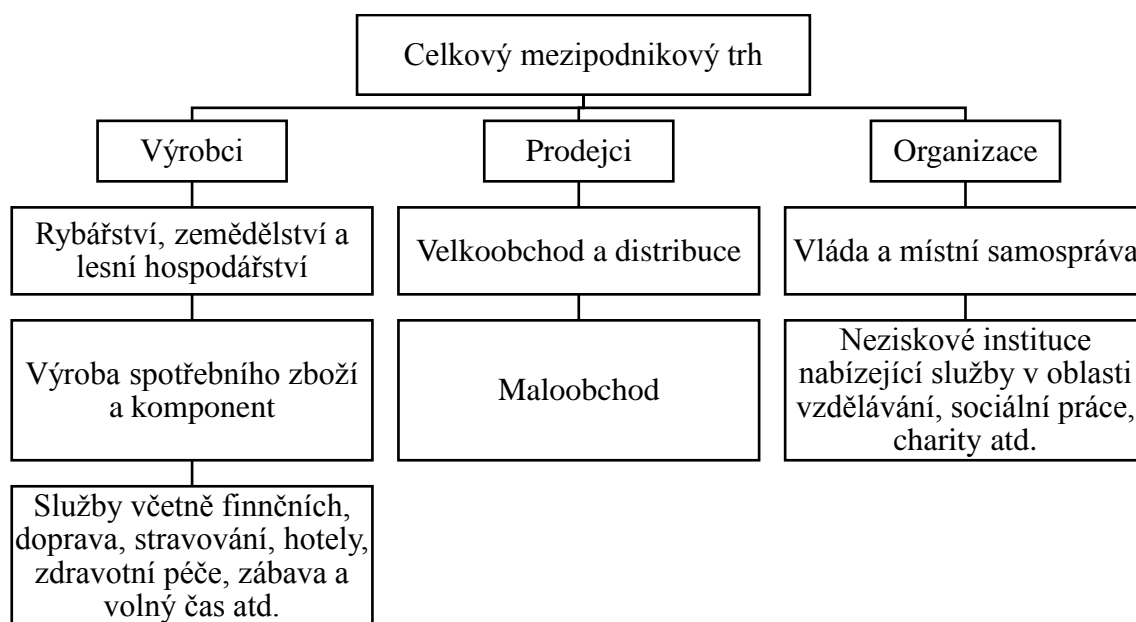 Celkový mezipodnikový trh
Výrobci
Prodejci
Organizace
Rybářství, zemědělství a
lesní hospodářství
Velkoobchod a distribuce
Vláda a místní samospráva
Výroba spotřebního zboží
a komponent
Maloobchod
Neziskové instituce
nabízející služby v oblasti
vzdělávání, sociální práce,
charity atd.
Služby včetně finnčních,
doprava, stravování, hotely,
zdravotní péče, zábava a
volný čas atd.